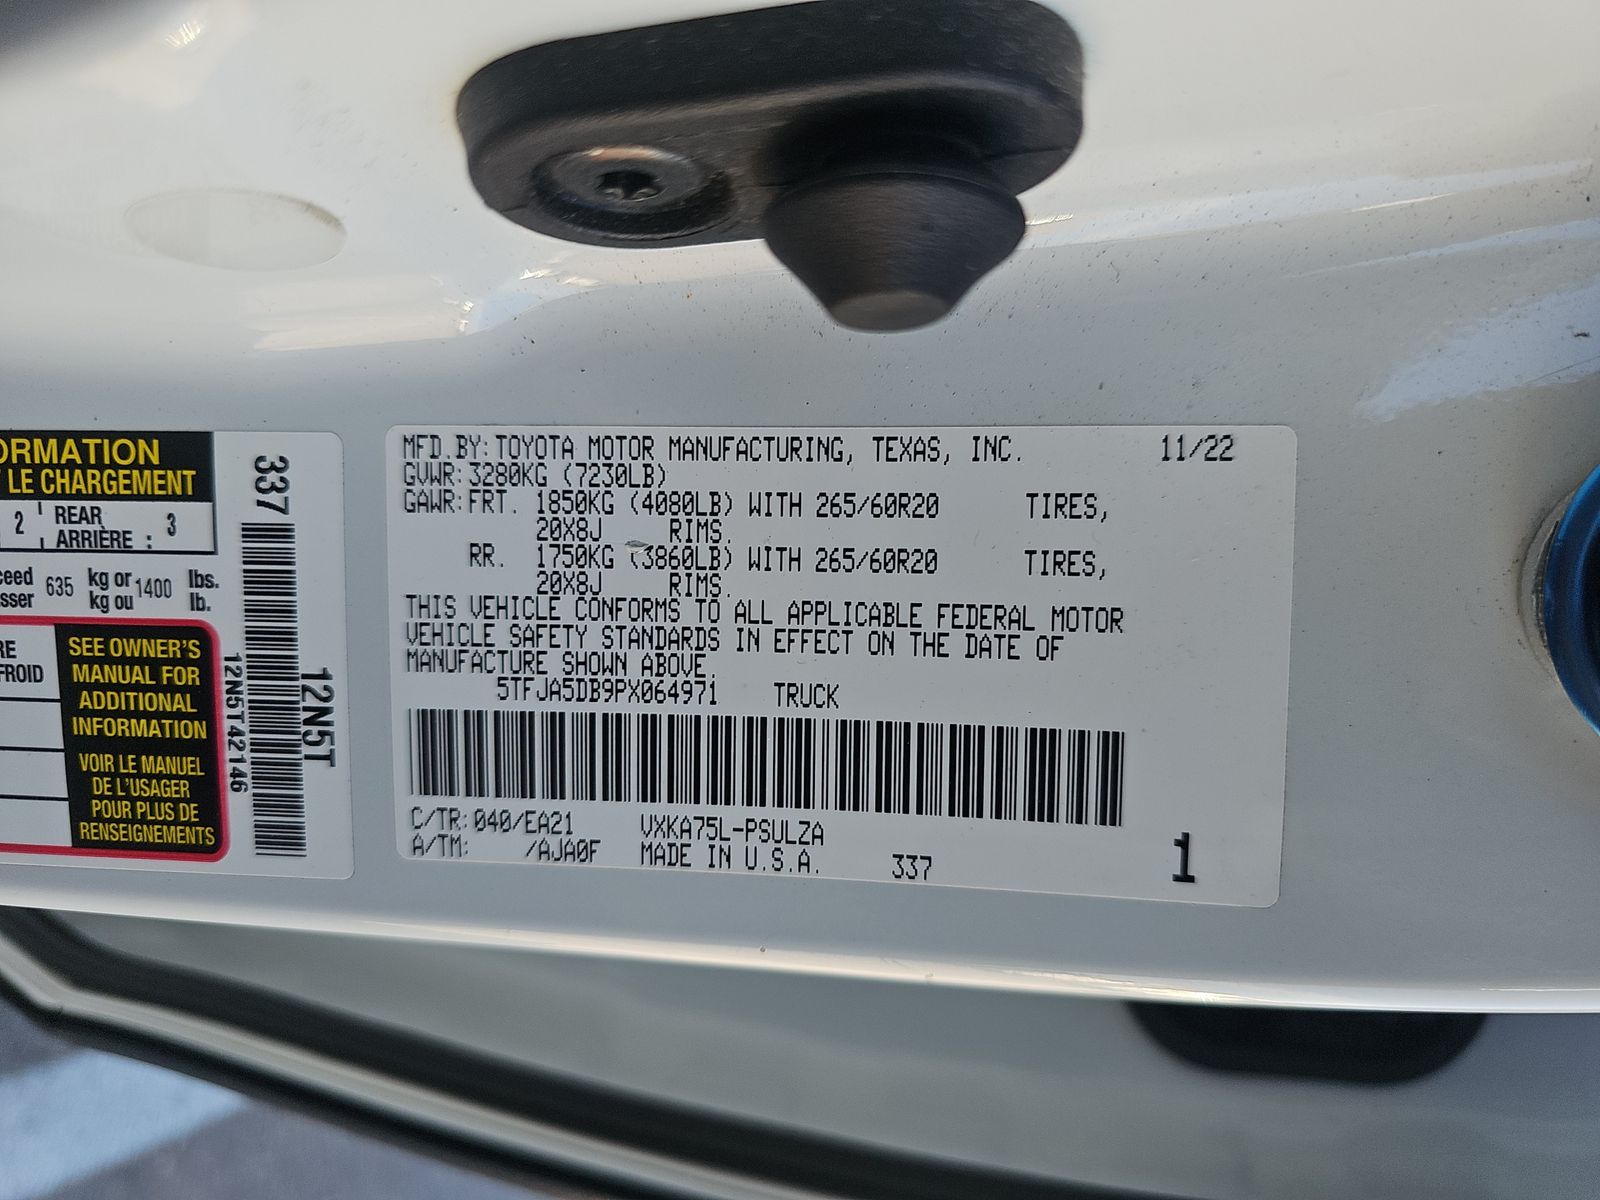 ORMATION
LE CHARGEMENT
2 REAR 3
ARRIÈRE :
ceed 635 kg or 1400 lbs.
sser kg ou lb.
RE
FROID
SEE OWNER'S
MANUAL FOR
ADDITIONAL
INFORMATION
VOIR LE MANUEL
DE L'USAGER
POUR PLUS DE
RENSEIGNEMENTS
337
12N5T42146
12N5T
MFD.BY:TOYOTA MOTOR MANUFACTURING, TEXAS, INC. 11/22
GVWR:3280KG (7230LB)
GAWR:FRT. 1850KG (4080LB) WITH 265/60R20 TIRES,
20X8J RIMS.
RR. 1750KG (3860LB) WITH 265/60R20 TIRES,
20X8J RIMS.
THIS VEHICLE CONFORMS TO ALL APPLICABLE FEDERAL MOTOR
VEHICLE SAFETY STANDARDS IN EFFECT ON THE DATE OF
MANUFACTURE SHOWN ABOVE.
5TFJA5DB9PX064971 TRUCK
C/TR:040/EA21 VXKA75L-PSULZA
A/TM: /AJA0F MADE IN U.S.A. 337 1